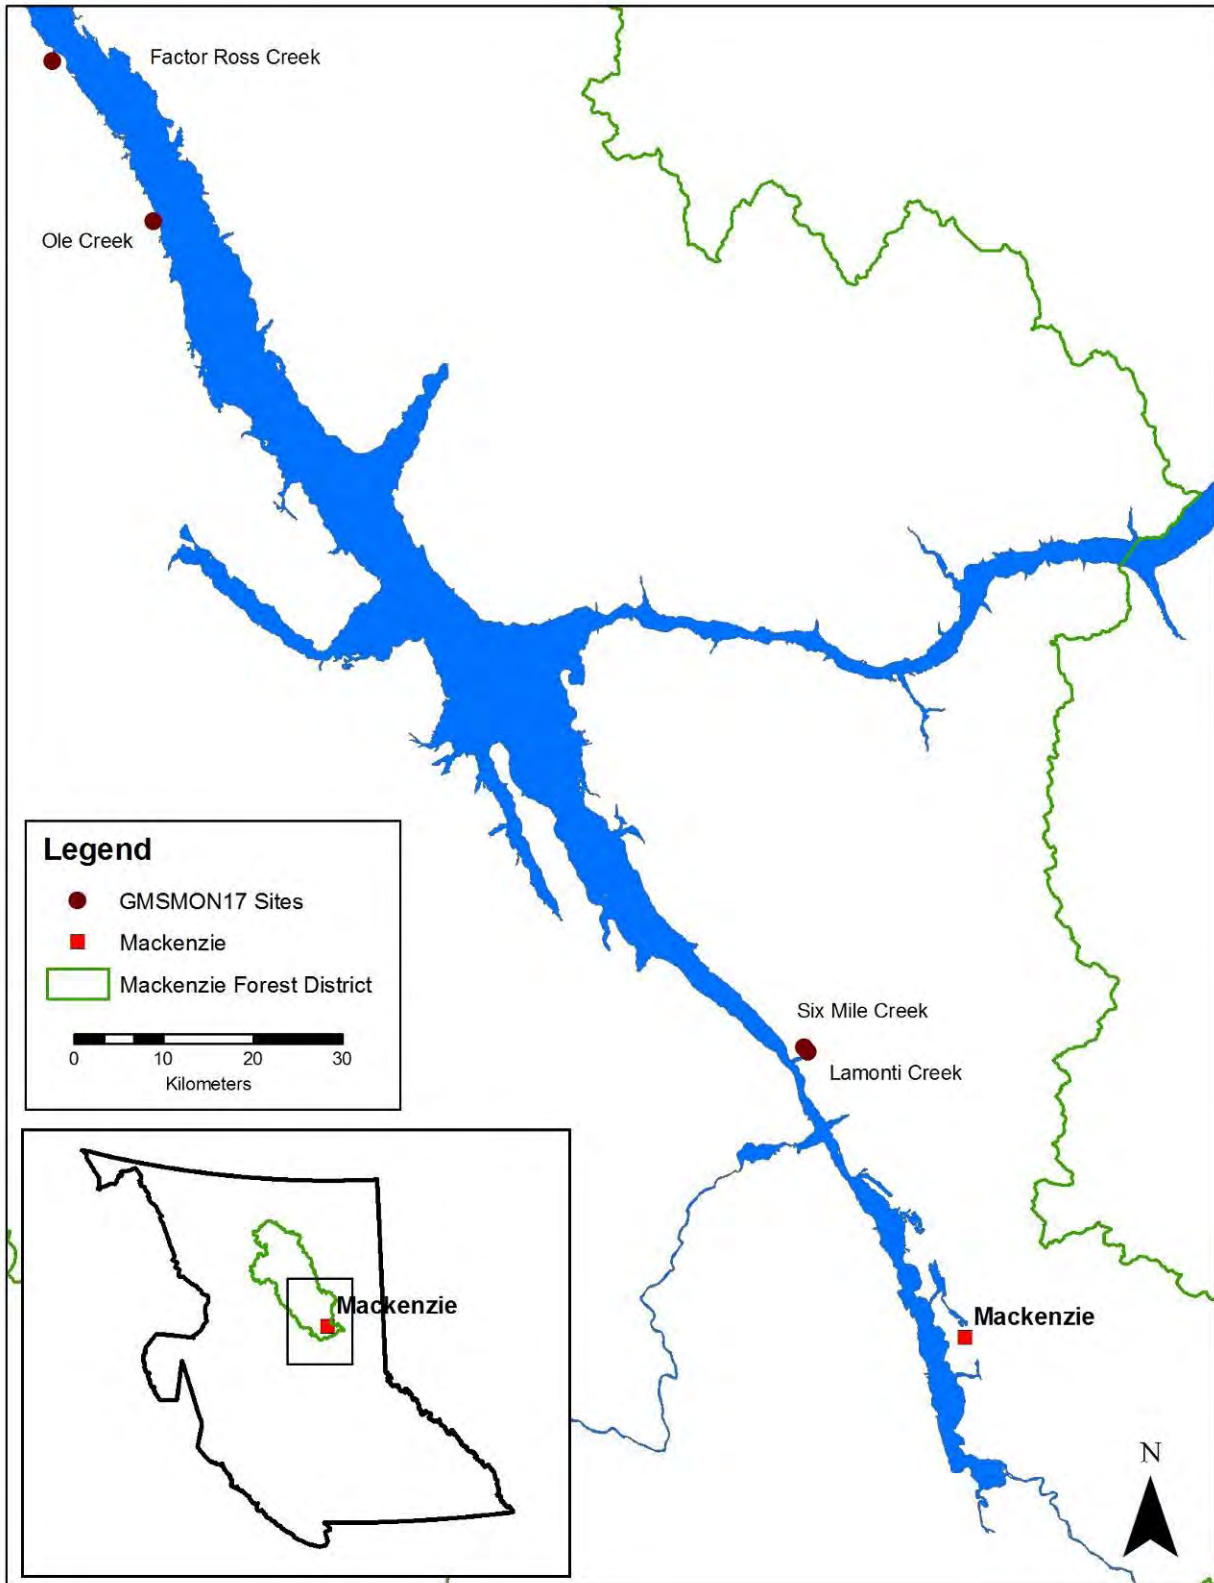 Factor Ross Creek
Ole Creek
Legend
GMSMON17 Sites
Mackenzie
Mackenzie Forest District
0 10 20 30
Kilometers
Six Mile Creek
Lamonti Creek
Mackenzie
Mackenzie
N